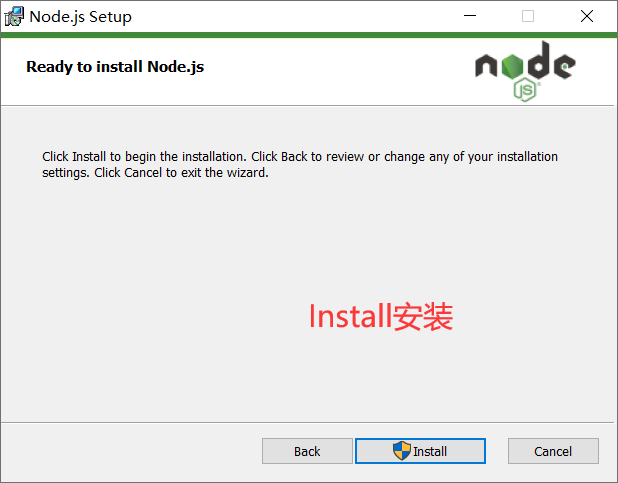 Node.js Setup
Ready to install Node.js
node
JS
Click Install to begin the installation. Click Back to review or change any of your installation
settings. Click Cancel to exit the wizard.
Install安装
Back
Install
Cancel